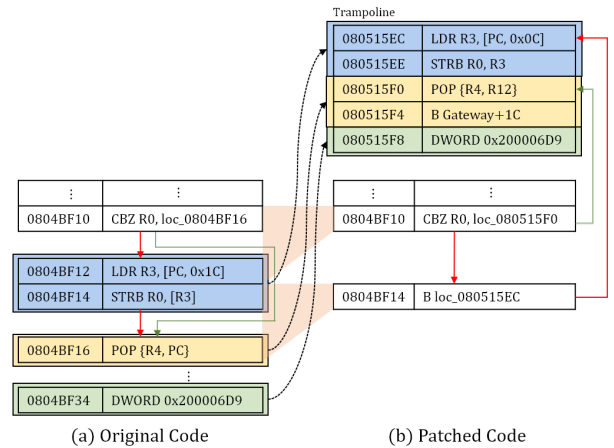 Trampoline
080515EC LDR R3, [PC, 0x0C]
080515EE STRB R0, R3
080515F0 POP {R4, R12}
080515F4 B Gateway+1C
080515F8 DWORD 0x200006D9
⋮ ⋮
0804BF10 CBZ R0, loc_0804BF16
0804BF12 LDR R3, [PC, 0x1C]
0804BF14 STRB R0, [R3]
0804BF16 POP {R4, PC}
⋮
0804BF34 DWORD 0x200006D9
(a) Original Code
⋮ ⋮
0804BF10 CBZ R0, loc_080515F0
0804BF14 B loc_080515EC
(b) Patched Code